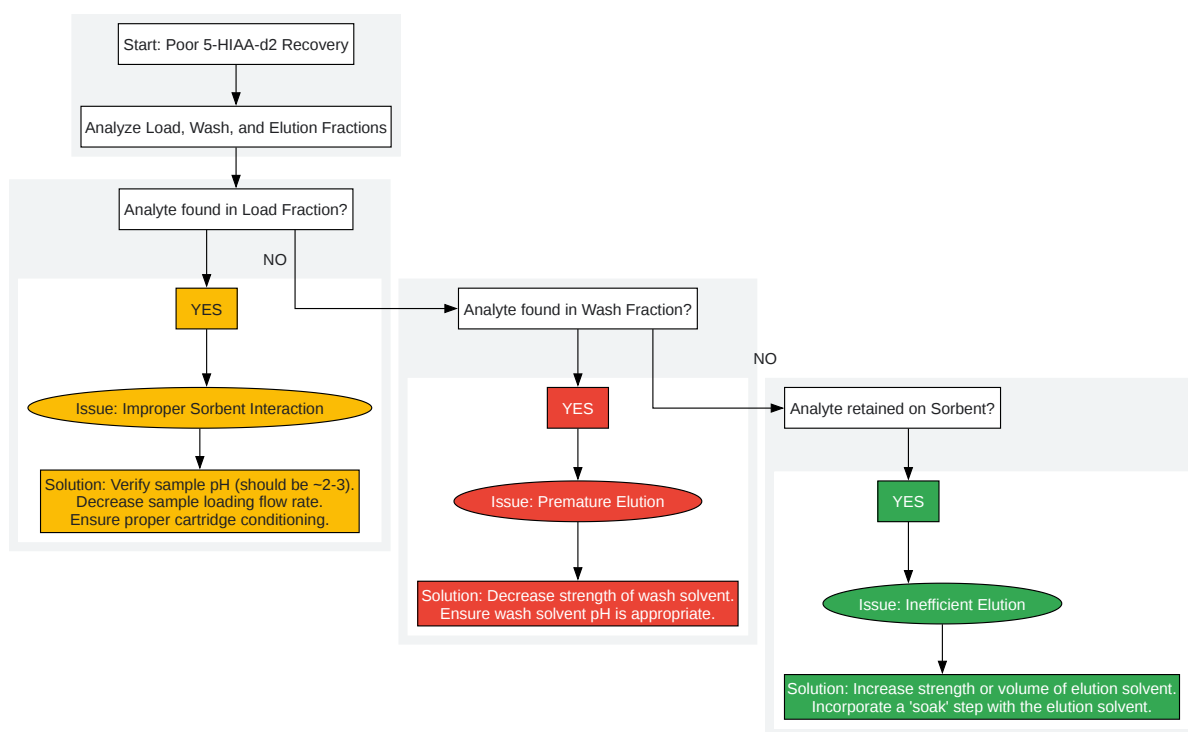 Start: Poor 5-HIAA-d2 Recovery
Analyze Load, Wash, and Elution Fractions
Analyte found in Load Fraction?
NO
YES
Issue: Improper Sorbent Interaction
Solution: Verify sample pH (should be ~2-3).
Decrease sample loading flow rate.
Ensure proper cartridge conditioning.
Analyte found in Wash Fraction?
NO
YES
Issue: Premature Elution
Solution: Decrease strength of wash solvent.
Ensure wash solvent pH is appropriate.
Analyte retained on Sorbent?
YES
Issue: Inefficient Elution
Solution: Increase strength or volume of elution solvent.
Incorporate a 'soak' step with the elution solvent.